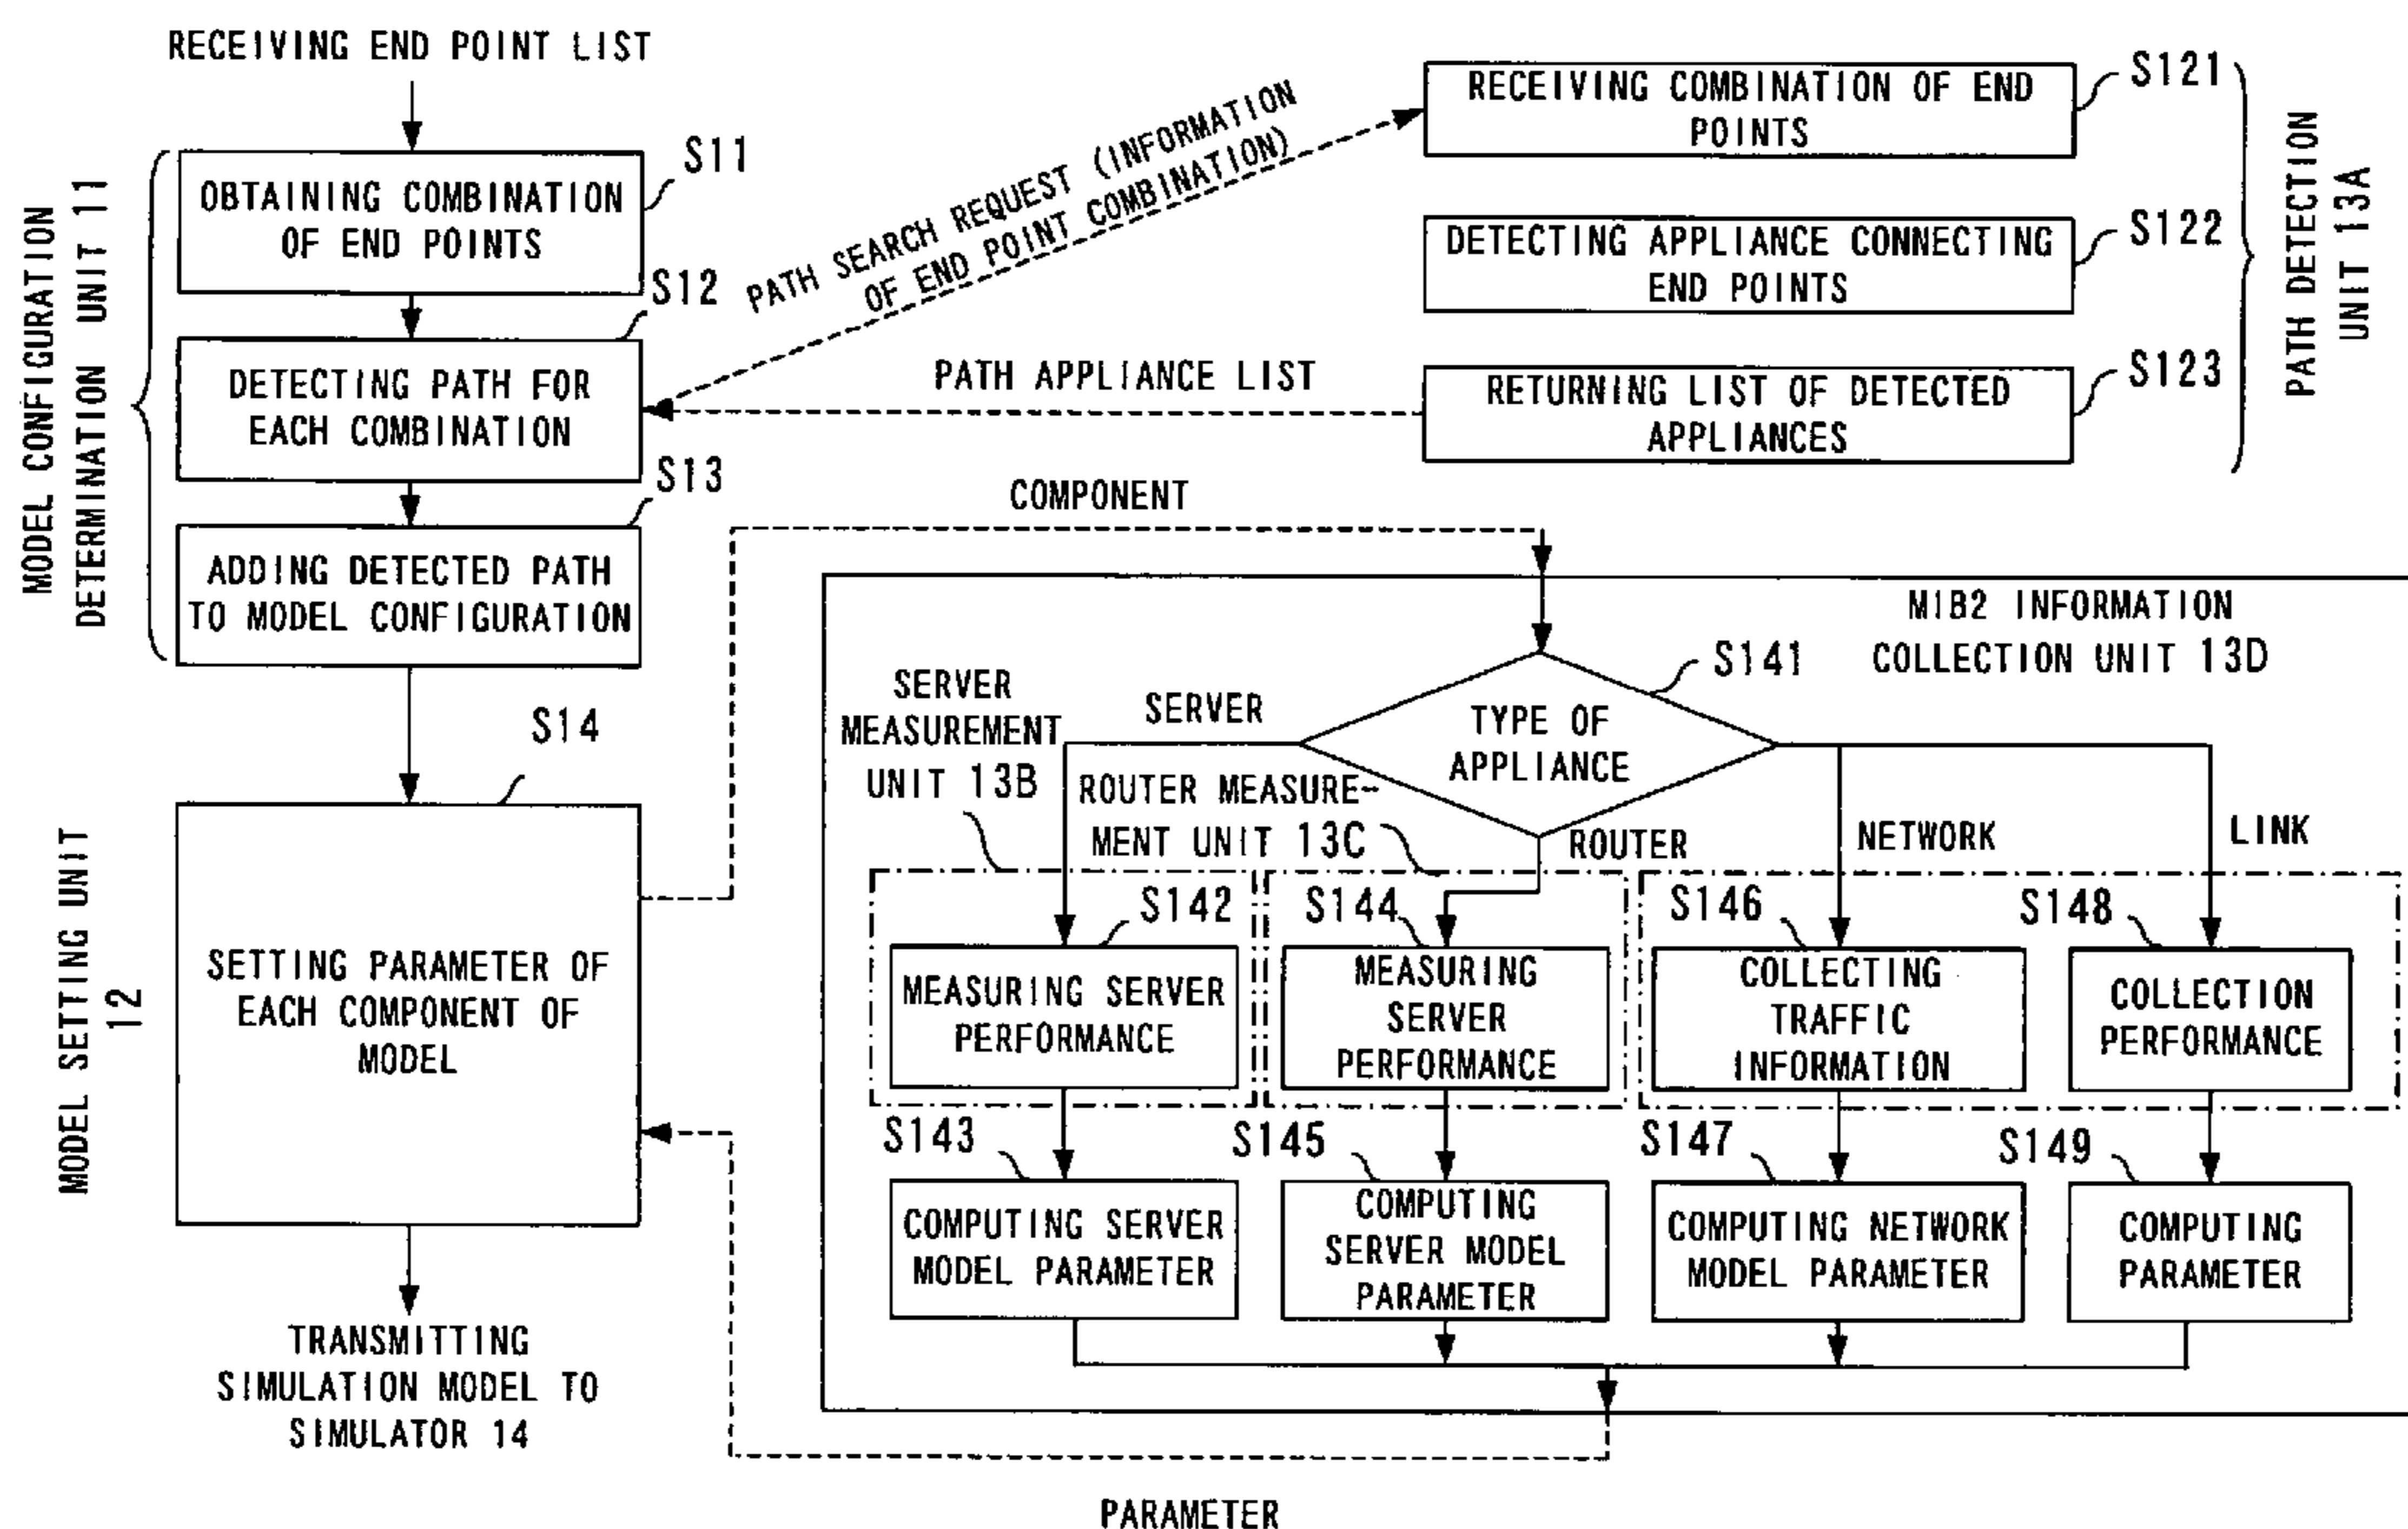 RECEIVING END POINT LIST
MODEL CONFIGURATION
DETERMINATION UNIT 11
S11
OBTAINING COMBINATION
OF END POINTS
S12
DETECTING PATH FOR
EACH COMBINATION
S13
ADDING DETECTED PATH
TO MODEL CONFIGURATION
PATH SEARCH REQUEST (INFORMATION
OF END POINT COMBINATION)
PATH APPLIANCE LIST
S121
RECEIVING COMBINATION OF END
POINTS
S122
DETECTING APPLIANCE CONNECTING
END POINTS
S123
RETURNING LIST OF DETECTED
APPLIANCES
PATH DETECTION
UNIT 13A
MODEL SETTING UNIT
12
S14
SETTING PARAMETER OF
EACH COMPONENT OF
MODEL
TRANSMITTING
SIMULATION MODEL TO
SIMULATOR 14
COMPONENT
MIB2 INFORMATION
COLLECTION UNIT 13D
S141
TYPE OF
APPLIANCE
SERVER
SERVER
MEASUREMENT
UNIT 13B
ROUTER MEASURE-
MENT UNIT 13C
ROUTER
NETWORK
LINK
S142
MEASURING SERVER
PERFORMANCE
S144
MEASURING
SERVER
PERFORMANCE
S146
COLLECTING
TRAFFIC
INFORMATION
S148
COLLECTION
PERFORMANCE
S143
COMPUTING SERVER
MODEL PARAMETER
S145
COMPUTING
SERVER MODEL
PARAMETER
S147
COMPUTING NETWORK
MODEL PARAMETER
S149
COMPUTING
PARAMETER
PARAMETER